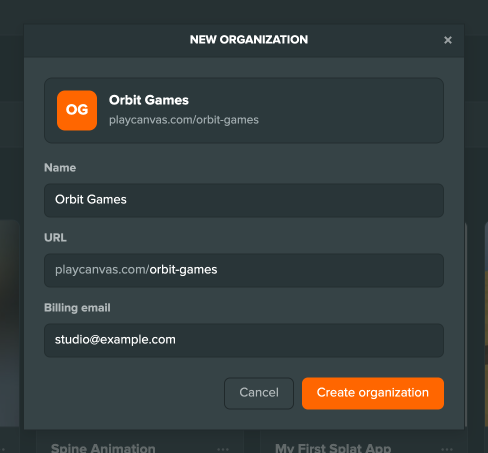 NEW ORGANIZATION
×
OG
Orbit Games
playcanvas.com/orbit-games
Name
Orbit Games
URL
playcanvas.com/orbit-games
Billing email
studio@example.com
Cancel
Create organization
Spine Animation
...
My First Splat App
...